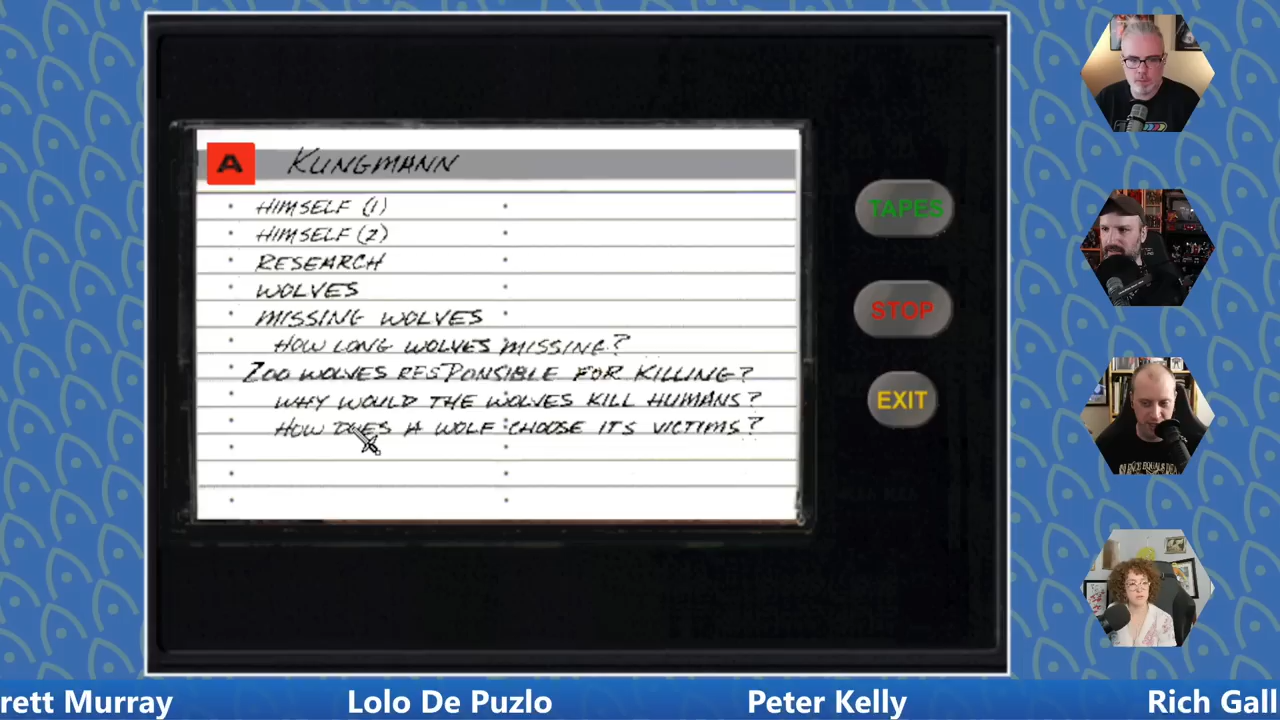 A KLINGMANN
HIMSELF (1)
HIMSELF (2)
RESEARCH
WOLVES
MISSING WOLVES
HOW LONG WOLVES MISSING?
ZOO WOLVES RESPONSIBLE FOR KILLING?
WHY WOULD THE WOLVES KILL HUMANS?
HOW DOES A WOLF CHOOSE ITS VICTIMS?
TAPES
STOP
EXIT
rett Murray Lolo De Puzlo Peter Kelly Rich Gall